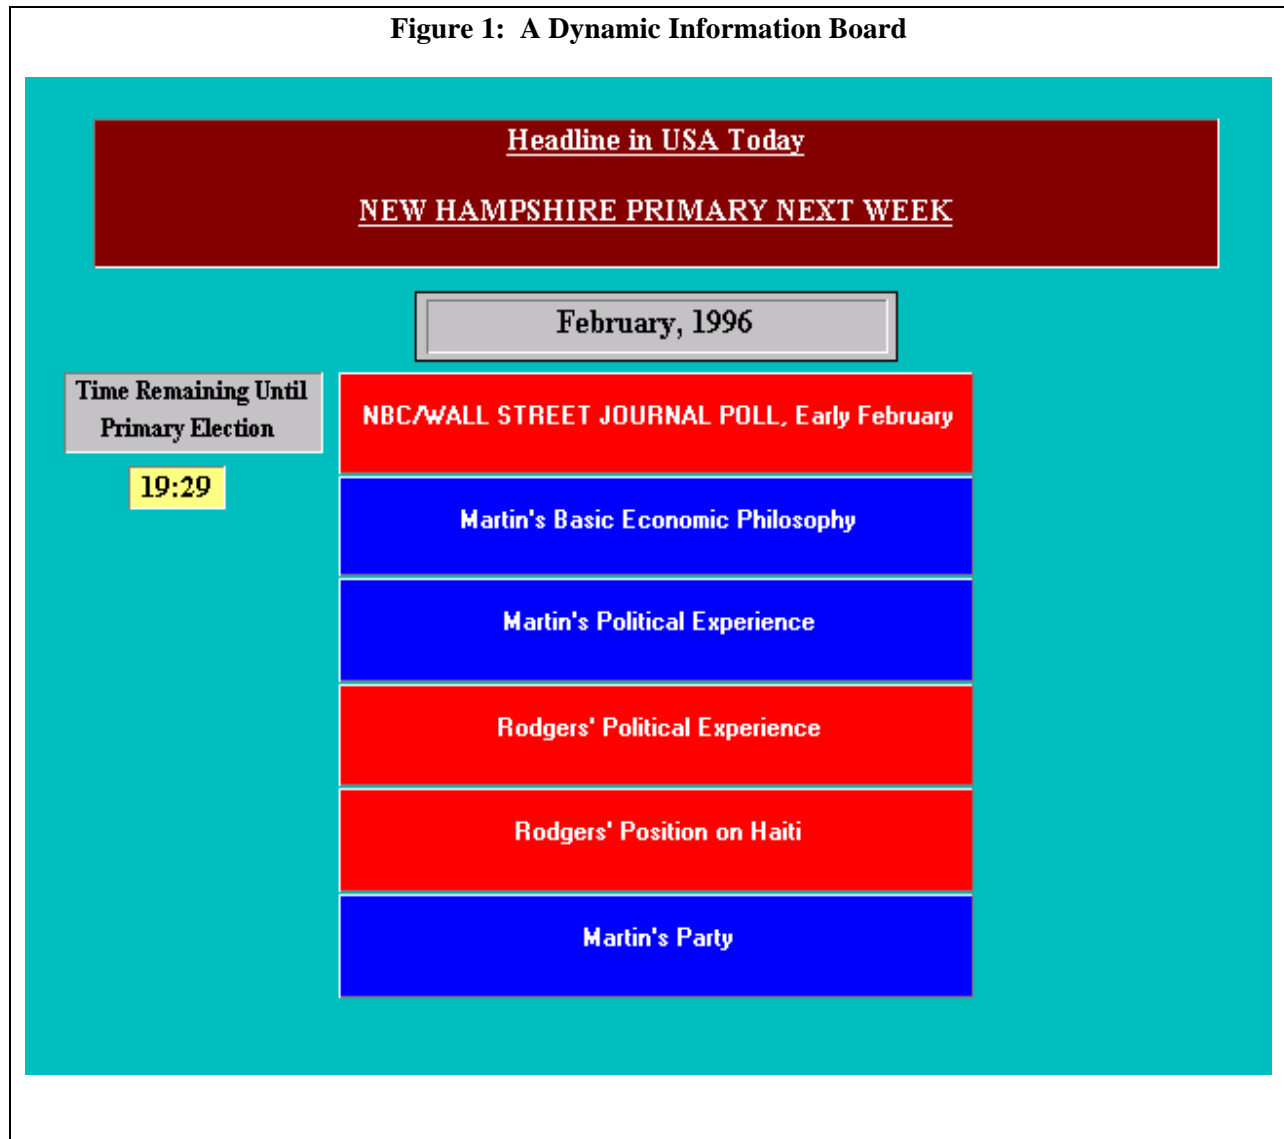 Figure 1:  A Dynamic Information Board
Headline in USA Today
NEW HAMPSHIRE PRIMARY NEXT WEEK
February, 1996
Time Remaining Until
Primary Election
19:29
NBC/WALL STREET JOURNAL POLL, Early February
Martin's Basic Economic Philosophy
Martin's Political Experience
Rodgers' Political Experience
Rodgers' Position on Haiti
Martin's Party